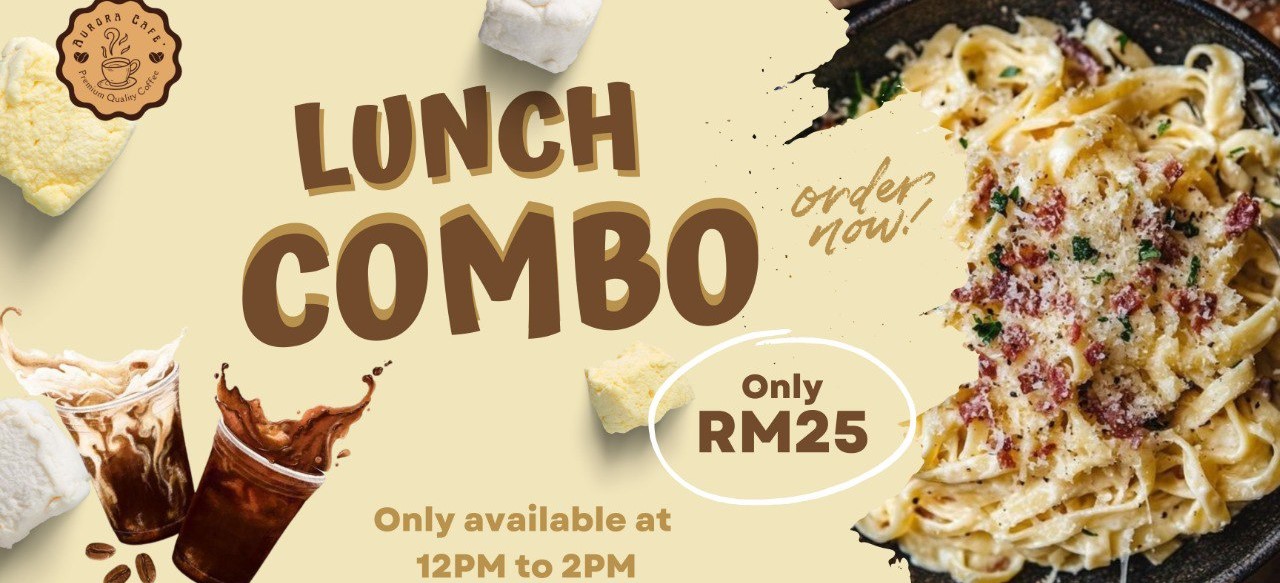 AURORA CAFE
Premium Quality Coffee
LUNCH
COMBO
order
now!
Only
RM25
Only available at
12PM to 2PM